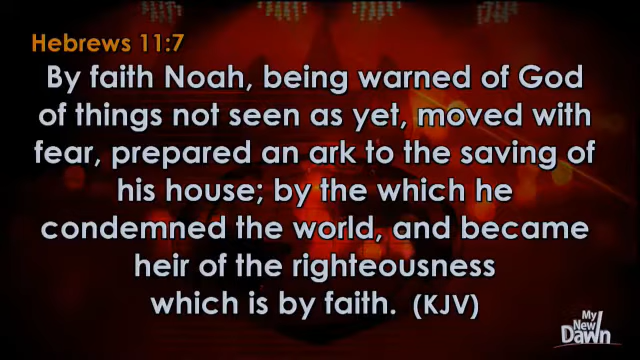 Hebrews 11:7
By faith Noah, being warned of God
of things not seen as yet, moved with
fear, prepared an ark to the saving of
his house; by the which he
condemned the world, and became
heir of the righteousness
which is by faith. (KJV)
My
New
Dawn